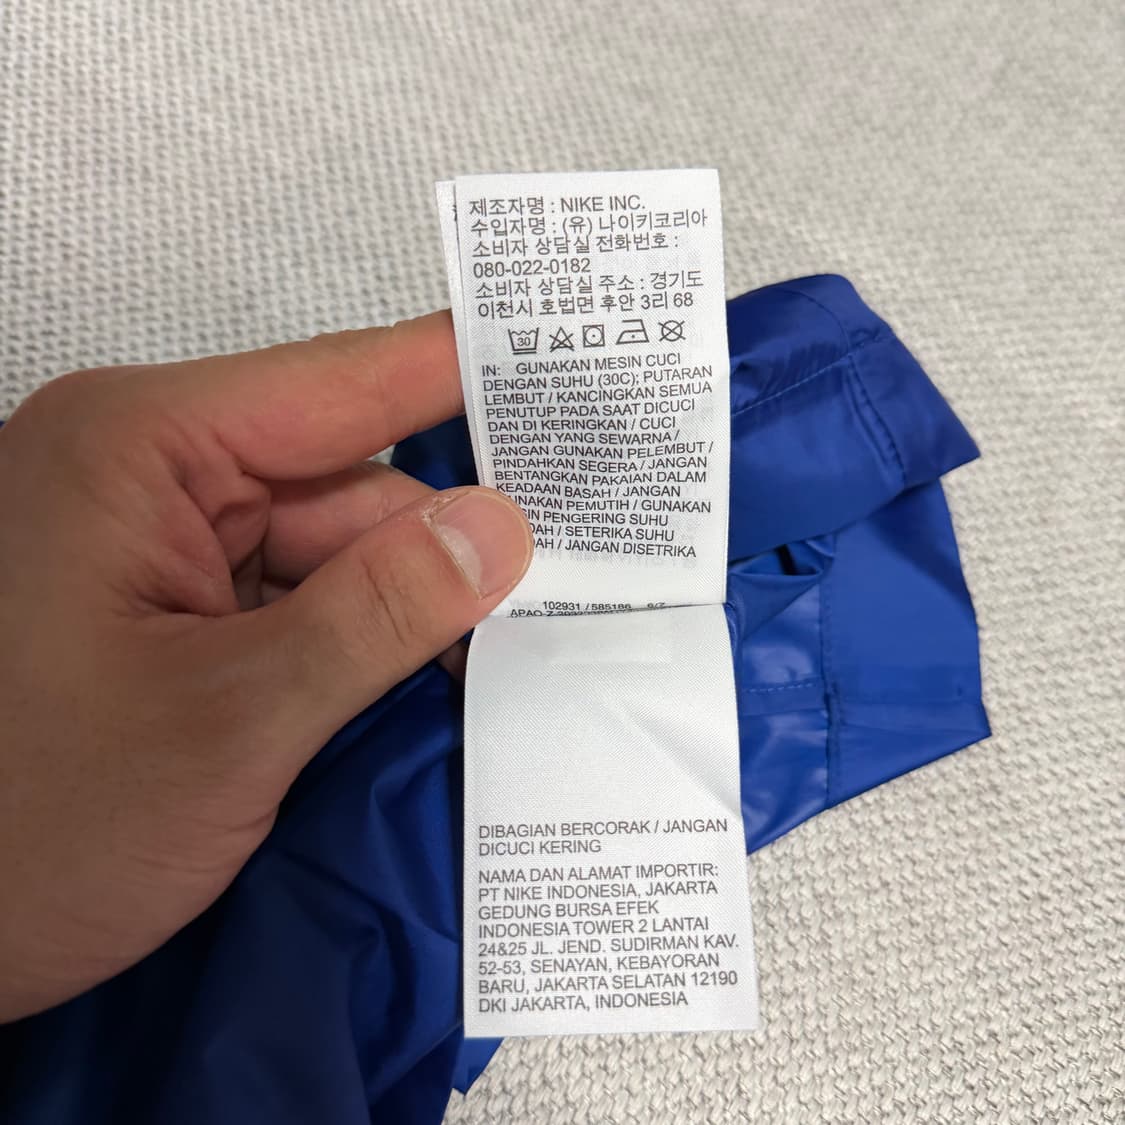 제조자명 : NIKE INC.
수입자명 : (유) 나이키코리아
소비자 상담실 전화번호 :
080-022-0182
소비자 상담실 주소 : 경기도
이천시 호법면 후안 3리 68
30
IN: GUNAKAN MESIN CUCI
DENGAN SUHU (30C); PUTARAN
LEMBUT / KANCINGKAN SEMUA
PENUTUP PADA SAAT DICUCI
DAN DI KERINGKAN / CUCI
DENGAN YANG SEWARNA /
JANGAN GUNAKAN PELEMBUT /
PINDAHKAN SEGERA / JANGAN
BENTANGKAN PAKAIAN DALAM
KEADAAN BASAH / JANGAN
PEMUTIH / GUNAKAN
PENGERING SUHU
/ SETERIKA SUHU
/ JANGAN DISETRIKA
102931 / 585186
APAO
DIBAGIAN BERCORAK / JANGAN
DICUCI KERING
NAMA DAN ALAMAT IMPORTIR:
PT NIKE INDONESIA, JAKARTA
GEDUNG BURSA EFEK
INDONESIA TOWER 2 LANTAI
24&25 JL. JEND. SUDIRMAN KAV.
52-53, SENAYAN, KEBAYORAN
BARU, JAKARTA SELATAN 12190
DKI JAKARTA, INDONESIA